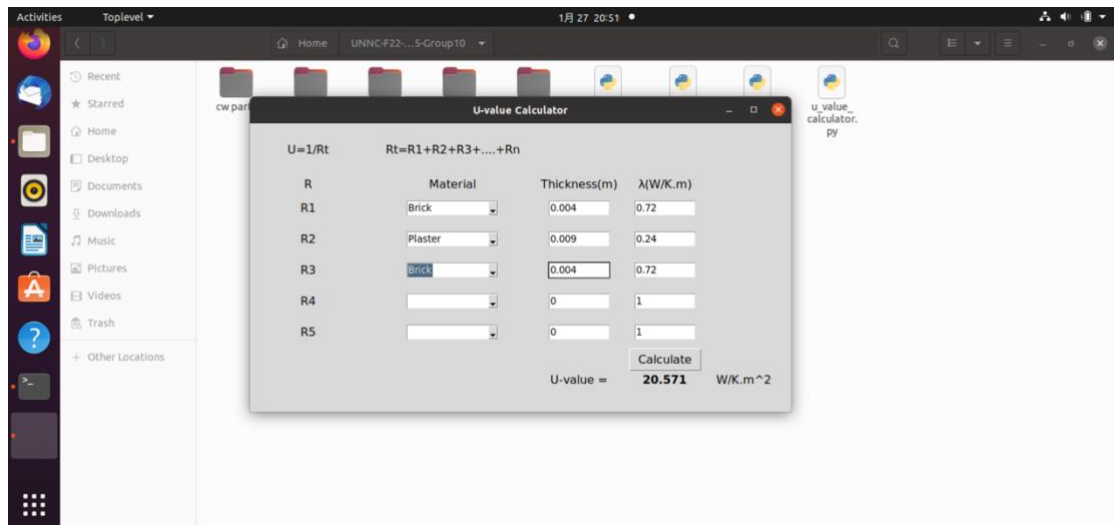 Activities Toplevel 1月 27 20:51
Home UNNC-F22-...5-Group10
Recent
Starred
Home
Desktop
Documents
Downloads
Music
Pictures
Videos
Trash
+ Other Locations
cw par
u_value_
calculator.
py
U-value Calculator
U=1/Rt Rt=R1+R2+R3+....+Rn
R Material Thickness(m) λ(W/K.m)
R1 Brick 0.004 0.72
R2 Plaster 0.009 0.24
R3 Brick 0.004 0.72
R4 0 1
R5 0 1
Calculate
U-value = 20.571 W/K.m^2